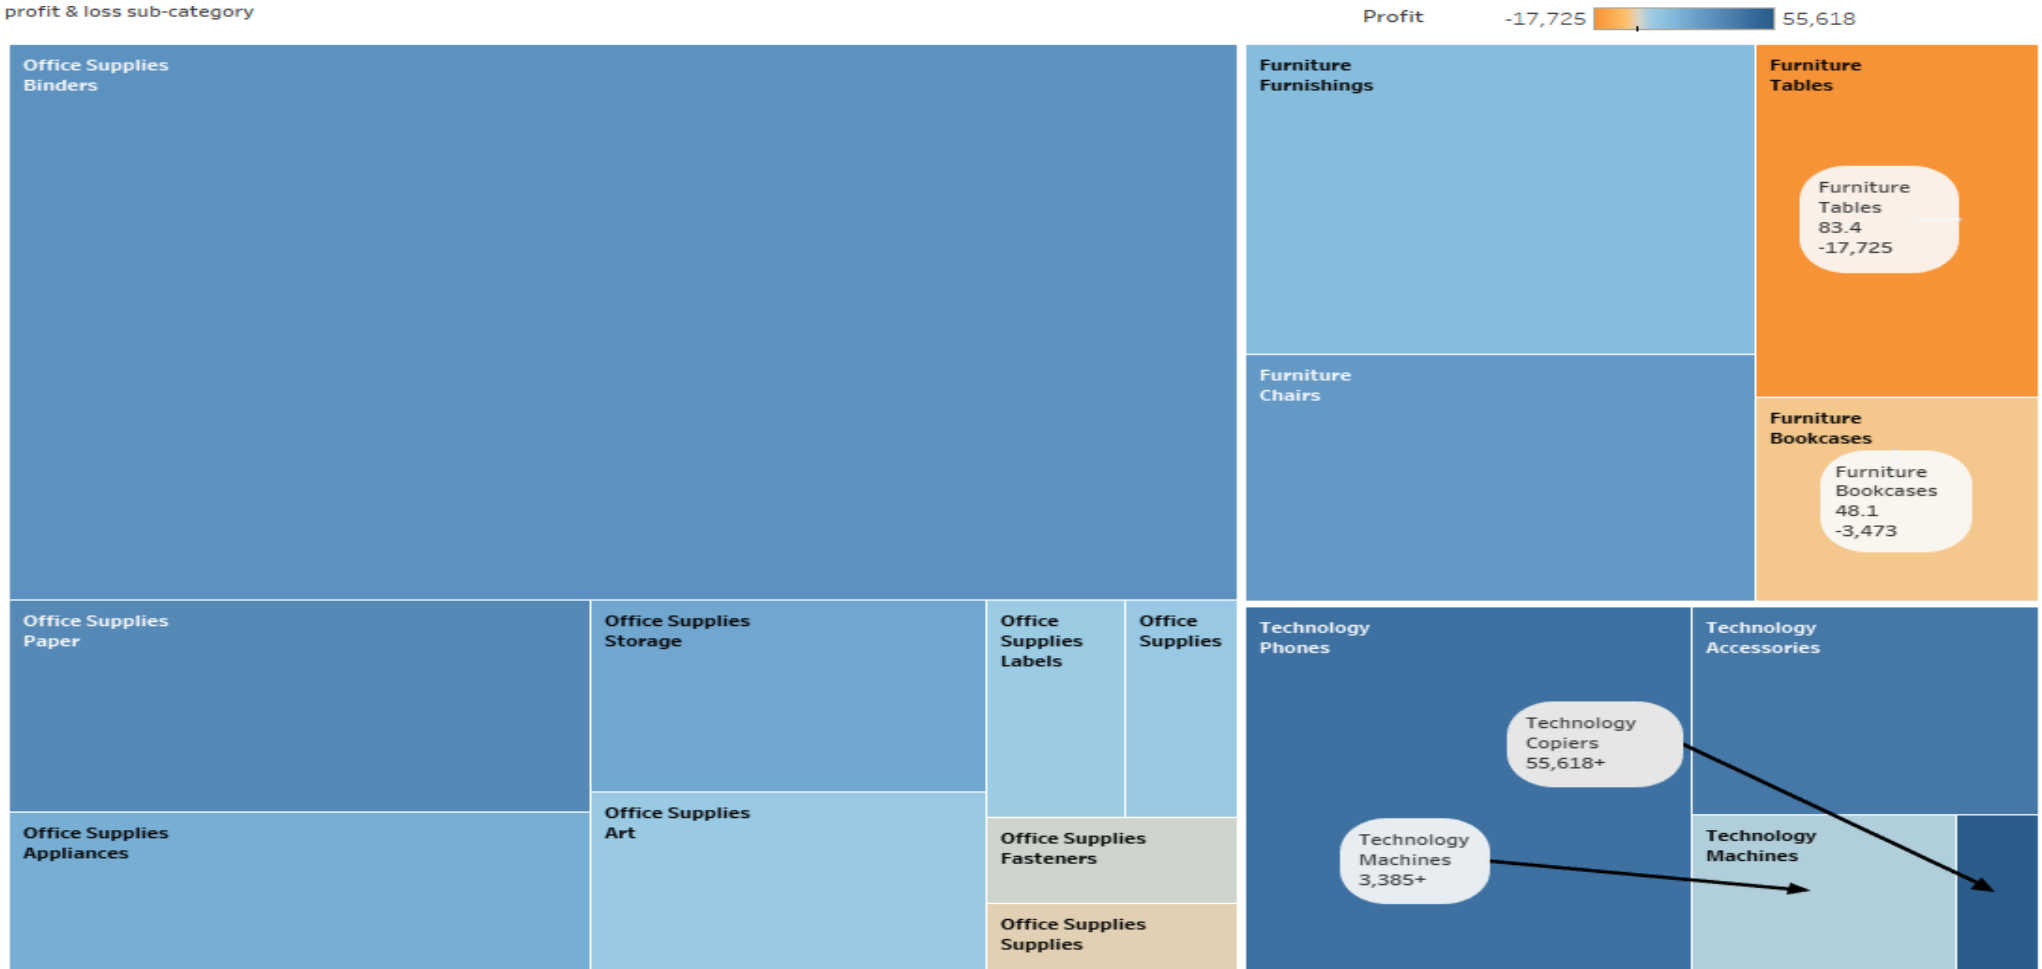 profit & loss sub-category
Profit
-17,725
55,618
Office Supplies
Binders
Furniture
Furnishings
Furniture
Tables
Furniture
Tables
83.4
-17,725
Furniture
Chairs
Furniture
Bookcases
Furniture
Bookcases
48.1
-3,473
Office Supplies
Paper
Office Supplies
Storage
Office
Supplies
Labels
Office
Supplies
Office Supplies
Appliances
Office Supplies
Art
Office Supplies
Fasteners
Office Supplies
Supplies
Technology
Phones
Technology
Accessories
Technology
Copiers
55,618+
Technology
Machines
3,385+
Technology
Machines